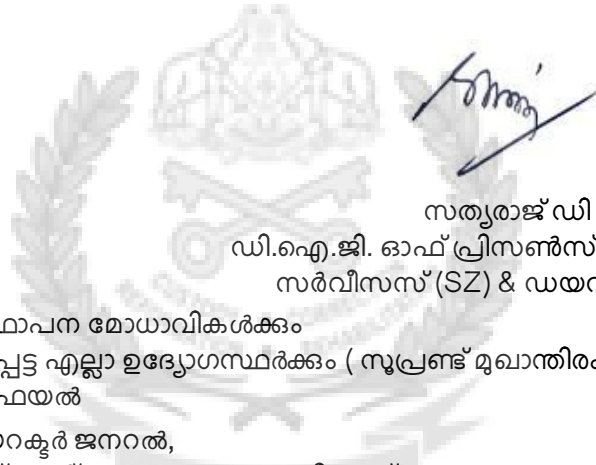 സത്യരാജ് ഡി
ഡി.ഐ.ജി. ഓഫ് പ്രിസൺസ്
സർവീസസ് (SZ) & ഡയറ
ഥാപന മോധാവികൾക്കും
പ്പെട്ട എല്ലാ ഉദ്യോഗസ്ഥർക്കും ( സൂപ്രണ്ട് മുഖാന്തിരം
ഫയൽ
റക്ടർ ജനറൽ,